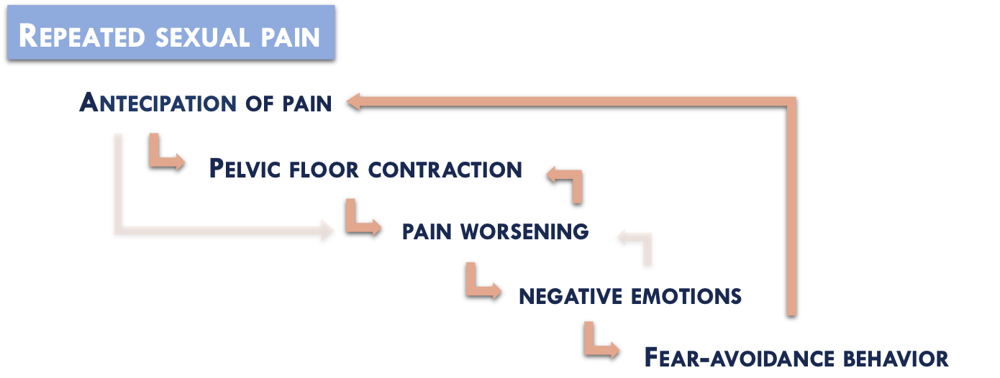 REPEATED SEXUAL PAIN
ANTECIPATION OF PAIN
PELVIC FLOOR CONTRACTION
PAIN WORSENING
NEGATIVE EMOTIONS
FEAR-AVOIDANCE BEHAVIOR